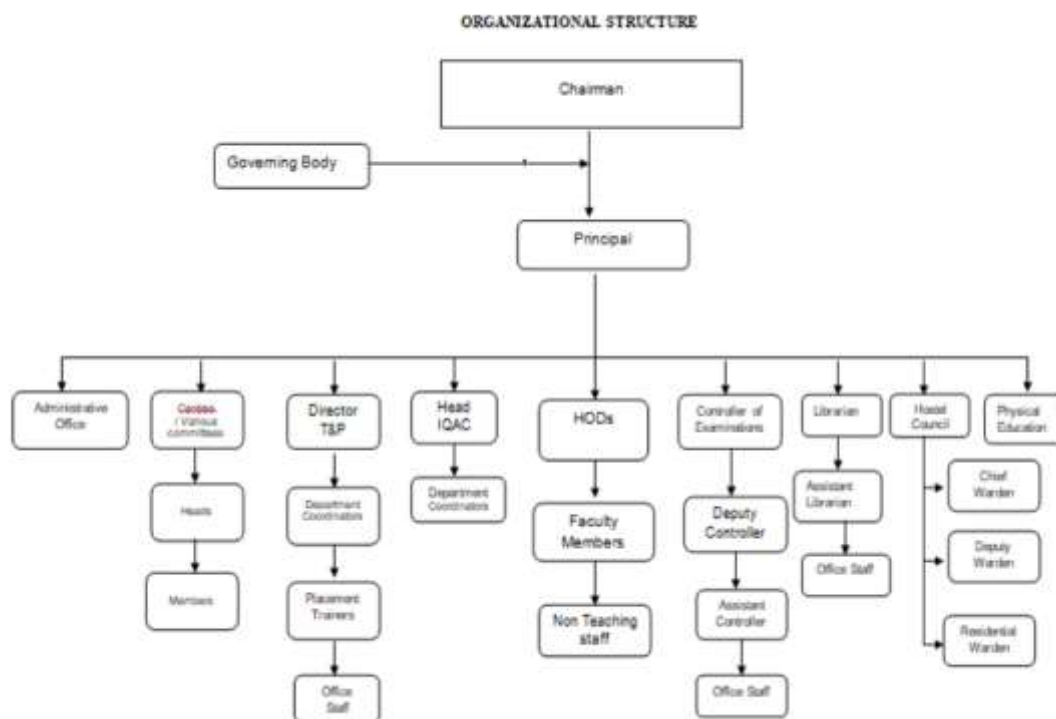 ORGANIZATIONAL STRUCTURE
Chairman
Governing Body
Principal
Administrative
Office
/ Various
committees
Director
T&P
Head
IQAC
HODs
Controller of
Examinations
Librarian
Hostel
Council
Physical
Education
Heads
Department
Coordinators
Department
Coordinators
Faculty
Members
Deputy
Controller
Assistant
Librarian
Chief
Warden
Deputy
Warden
Residential
Warden
Members
Placement
Trainers
Non Teaching
staff
Assistant
Controller
Office Staff
Office
Staff
Office Staff